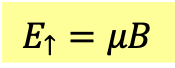 E↑ = μB